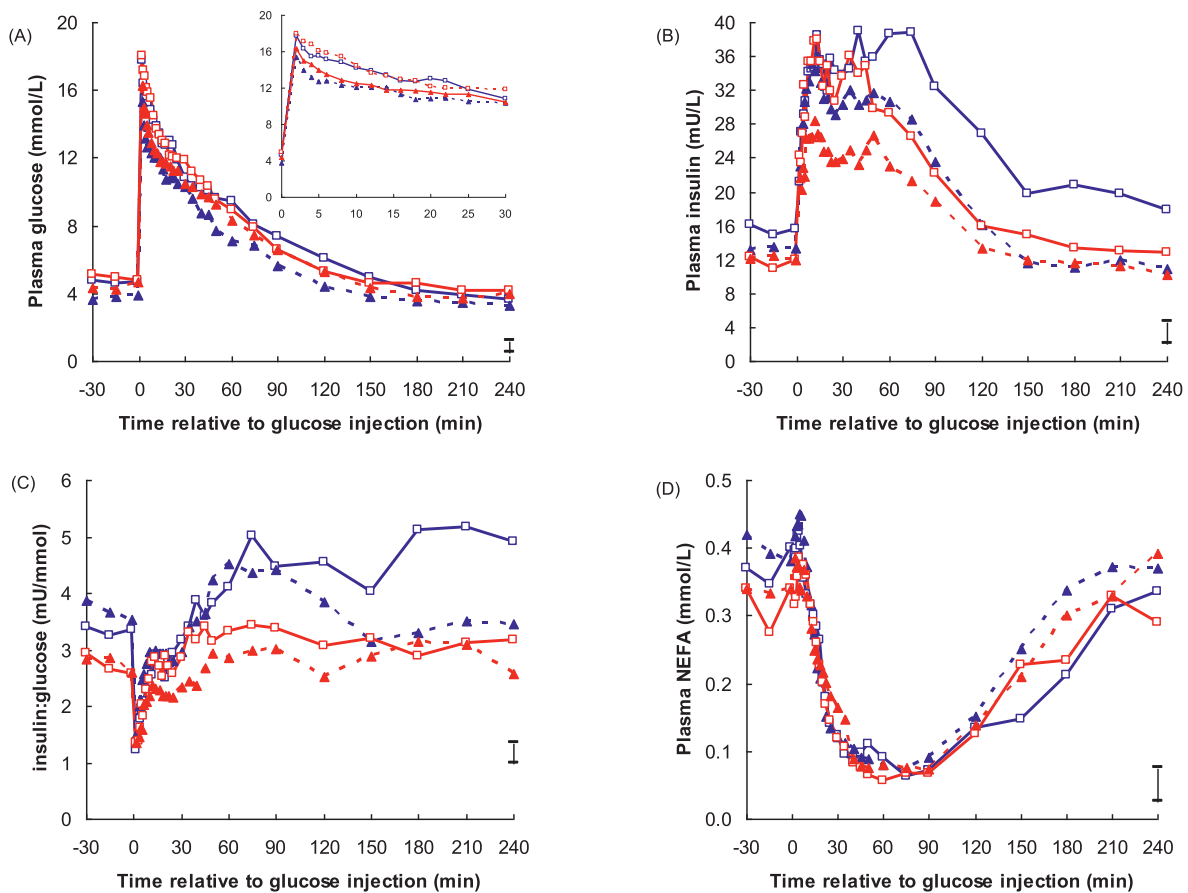 (A)
Plasma glucose (mmol/L)
20
16
12
8
4
0
-30 0 30 60 90 120 150 180 210 240
Time relative to glucose injection (min)
20
16
12
8
4
0
0 5 10 15 20 25 30
(B)
Plasma insulin (mU/L)
40
36
32
28
24
20
16
12
8
4
0
-30 0 30 60 90 120 150 180 210 240
Time relative to glucose injection (min)
(C)
insulin:glucose (mU/mmol)
6
5
4
3
2
1
0
-30 0 30 60 90 120 150 180 210 240
Time relative to glucose injection (min)
(D)
Plasma NEFA (mmol/L)
0.5
0.4
0.3
0.2
0.1
0.0
-30 0 30 60 90 120 150 180 210 240
Time relative to glucose injection (min)